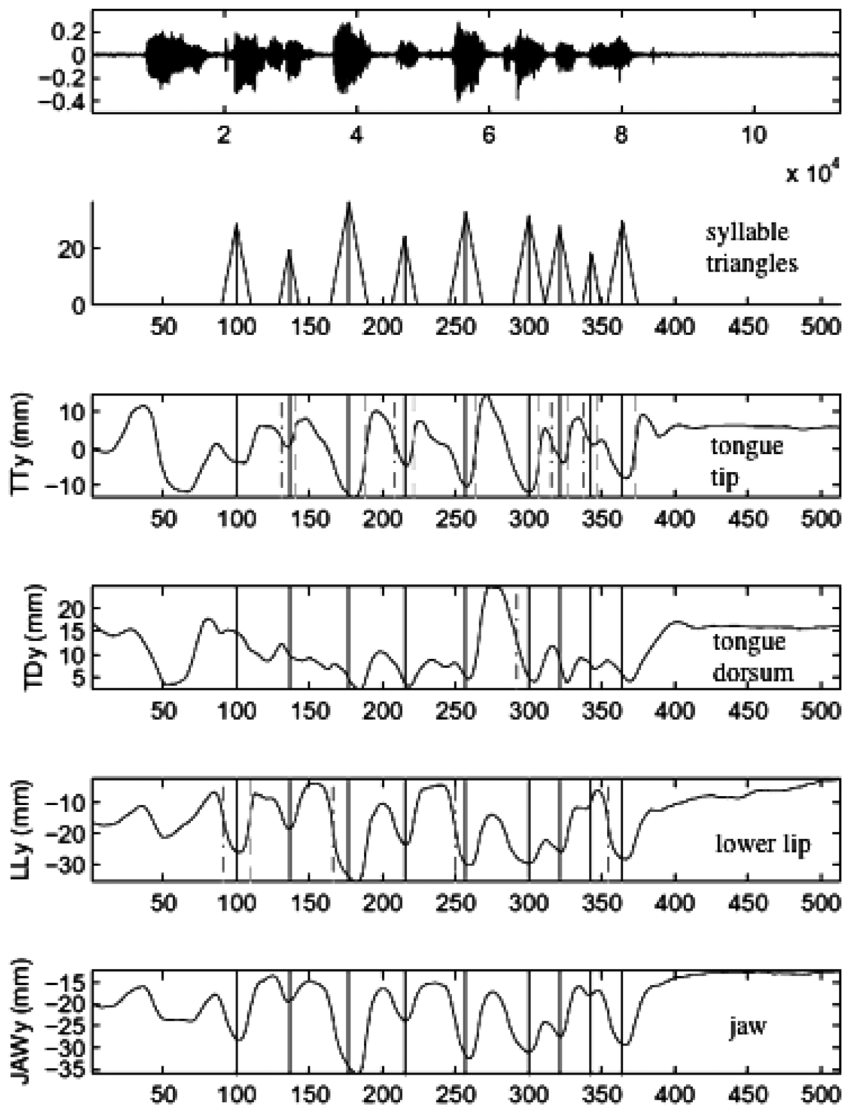 0.2
0
−0.2
−0.4
2 4 6 8 10
x 10^4
20
0
syllable
triangles
50 100 150 200 250 300 350 400 450 500
TTy (mm)
10
0
−10
tongue
tip
50 100 150 200 250 300 350 400 450 500
TDy (mm)
20
15
10
5
tongue
dorsum
50 100 150 200 250 300 350 400 450 500
LLy (mm)
−10
−20
−30
lower lip
50 100 150 200 250 300 350 400 450 500
JAWy (mm)
−15
−20
−25
−30
−35
jaw
50 100 150 200 250 300 350 400 450 500